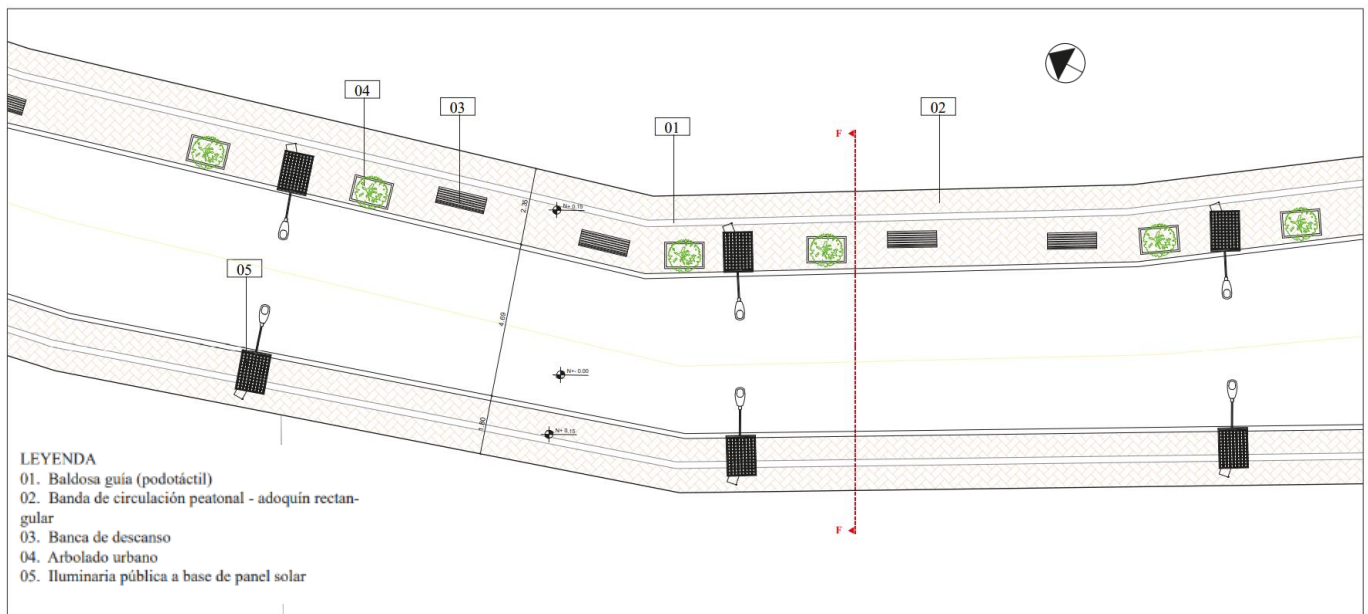 04
03
02
01
F
N+ 0.15
2.35
05
4.69
N+- 0.00
1.80
N+ 0.15
F
LEYENDA
01. Baldosa guía (podotáctil)
02. Banda de circulación peatonal - adoquín rectan-
gular
03. Banca de descanso
04. Arbolado urbano
05. Iluminaria pública a base de panel solar